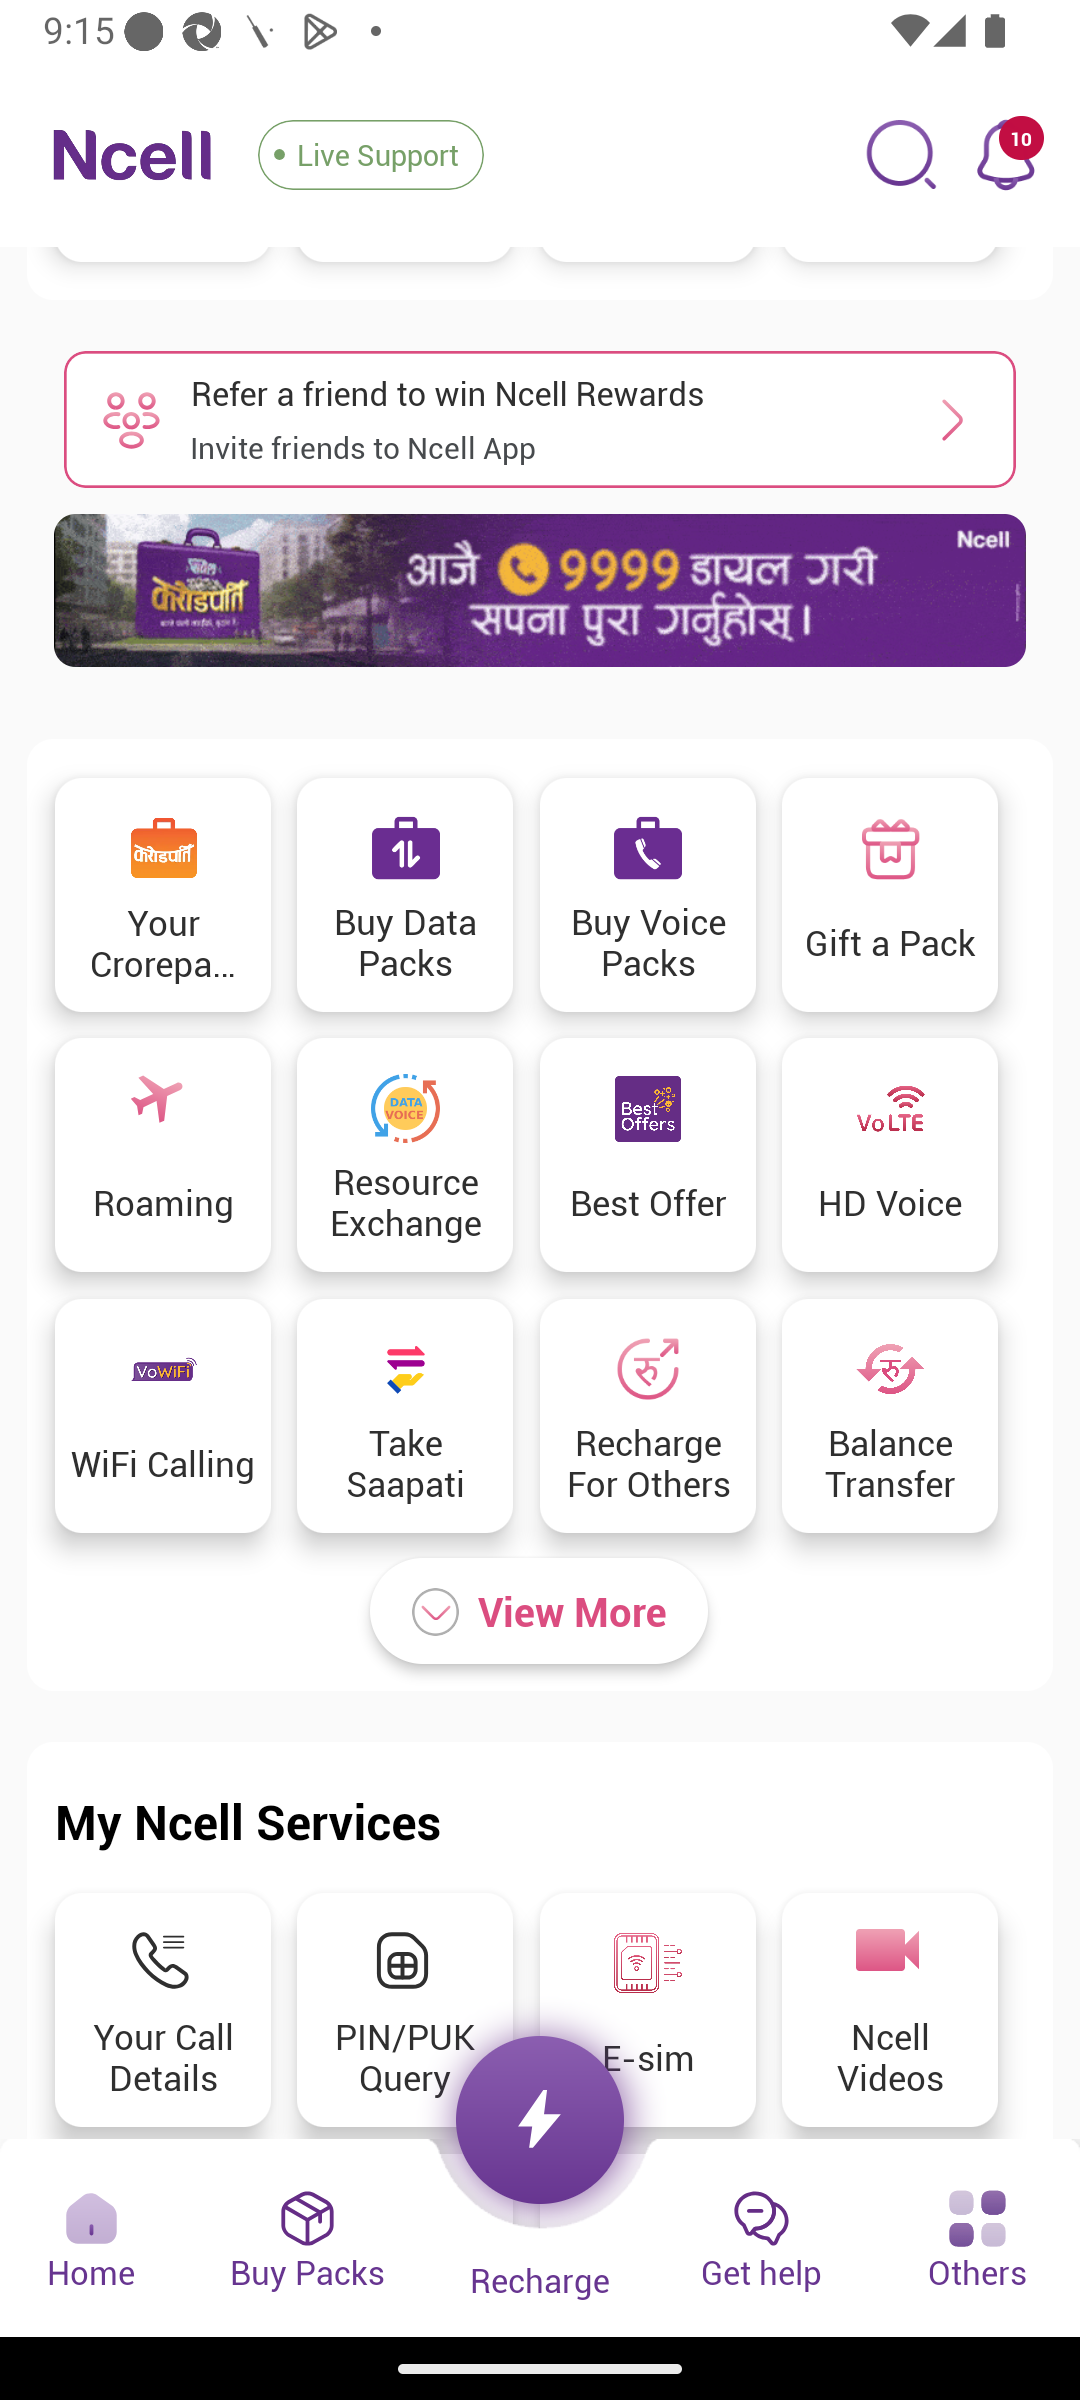 9:15
Ncell
Live Support
10
Refer a friend to win Ncell Rewards
Invite friends to Ncell App
Ncell
आजै 9999 डायल गरी
सपना पुरा गर्नुहोस् ।
करोडपति
करोडपति
Your
Crorepa...
Buy Data
Packs
Buy Voice
Packs
Gift a Pack
DATA
VOICE
Best
Offers
VoLTE
Roaming
Resource
Exchange
Best Offer
HD Voice
VoWiFi
रु
रु
WiFi Calling
Take
Saapati
Recharge
For Others
Balance
Transfer
View More
My Ncell Services
Your Call
Details
PIN/PUK
Query
E-sim
Ncell
Videos
Home
Buy Packs
Recharge
Get help
Others